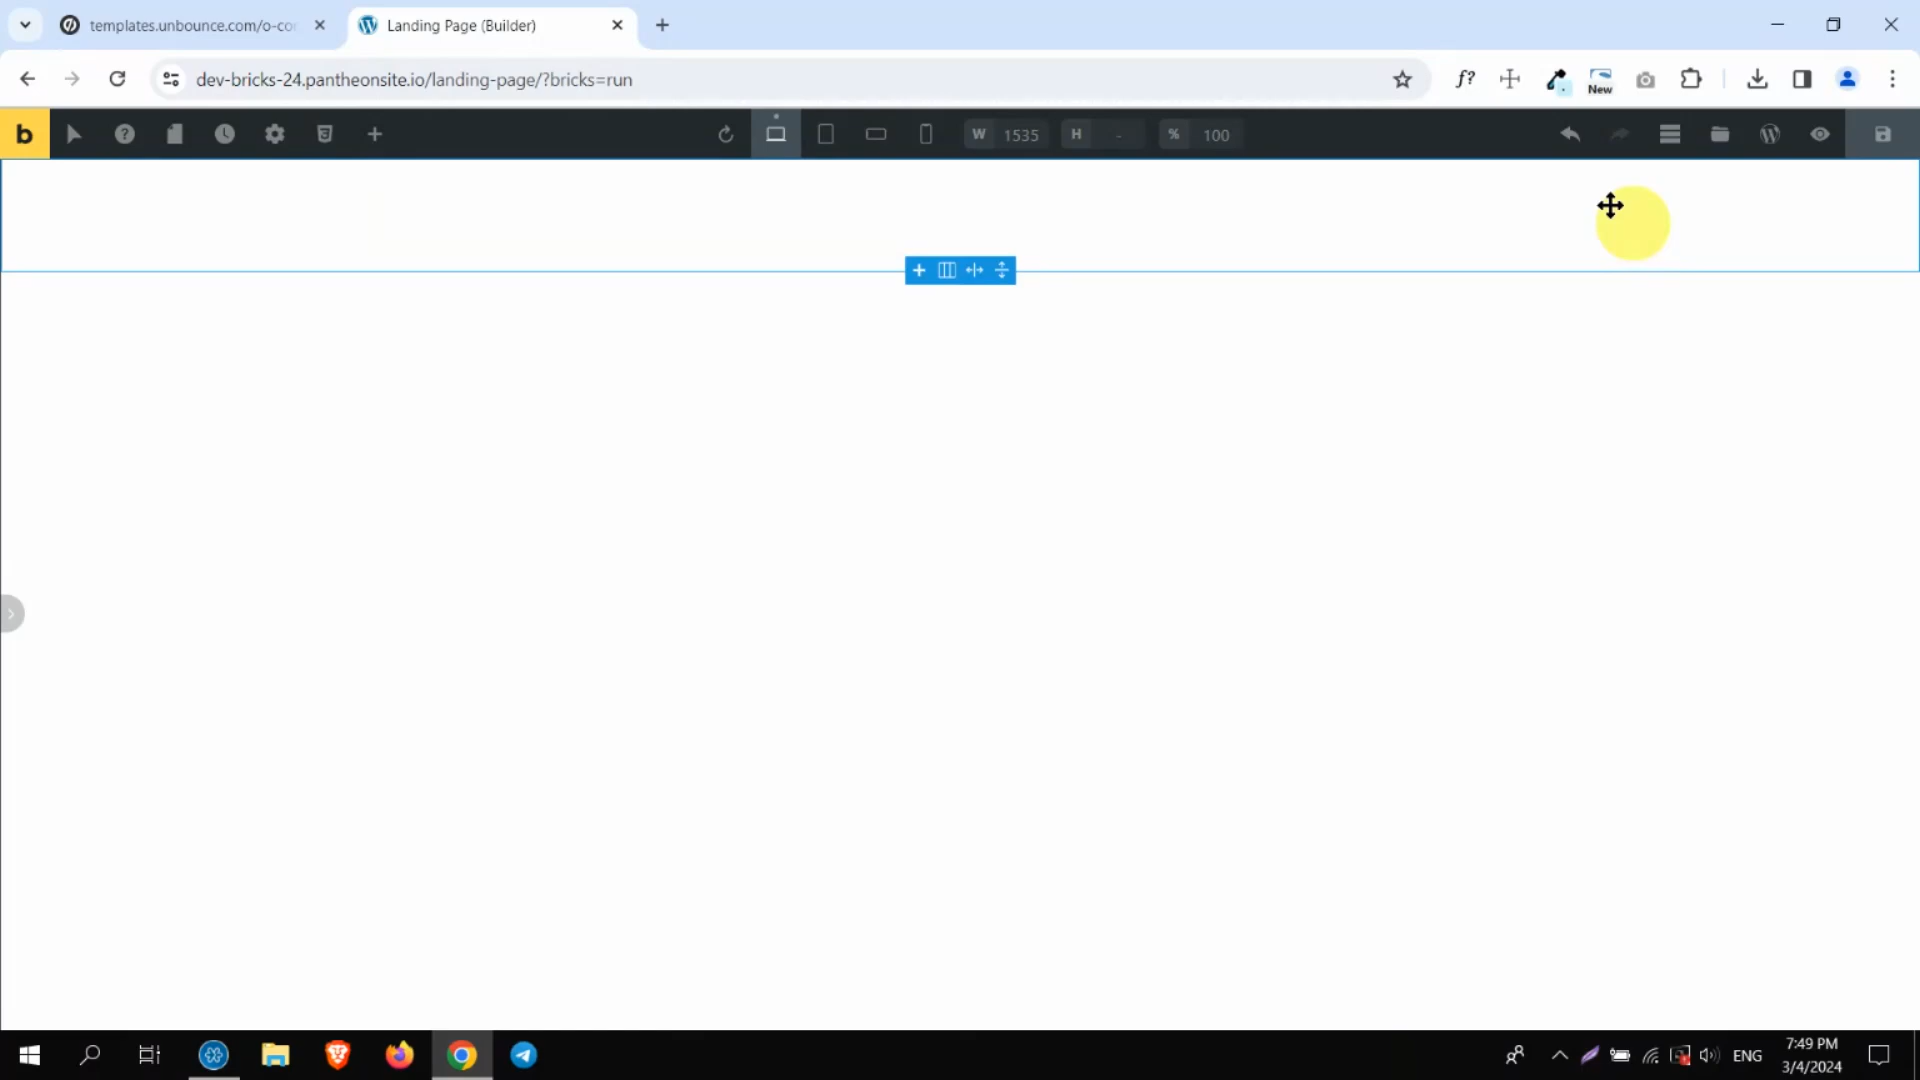 templates.unbounce.com/o-co
Landing Page (Builder)
dev-bricks-24.pantheonsite.io/landing-page/?bricks=run
f?
New
b
W 1535 H - % 100
ENG
7:49 PM
3/4/2024